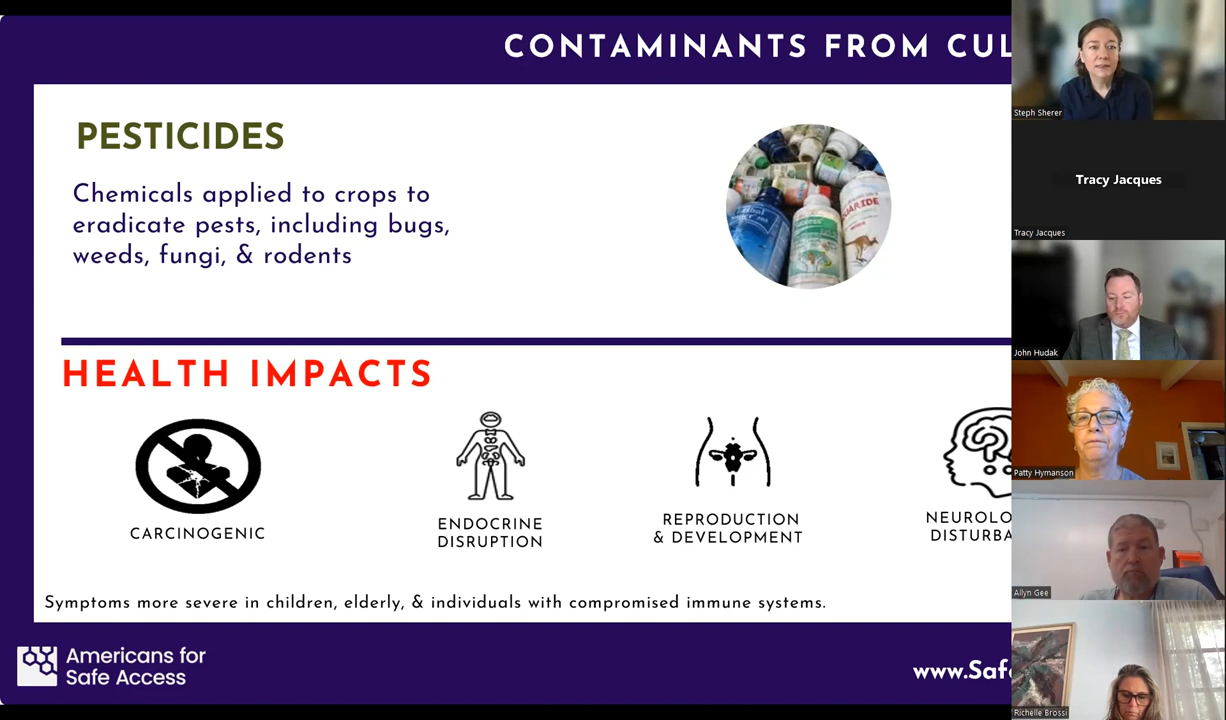 CONTAMINANTS FROM CUL
PESTICIDES
Chemicals applied to crops to
eradicate pests, including bugs,
weeds, fungi, & rodents
HEALTH IMPACTS
CARCINOGENIC
ENDOCRINE
DISRUPTION
REPRODUCTION
& DEVELOPMENT
NEUROLO
DISTURBA
Symptoms more severe in children, elderly, & individuals with compromised immune systems.
Americans for
Safe Access
www.Safe
Steph Sherer
Tracy Jacques
Tracy Jacques
John Hudak
Patty Hymanson
Allyn Gee
Richelle Brossi